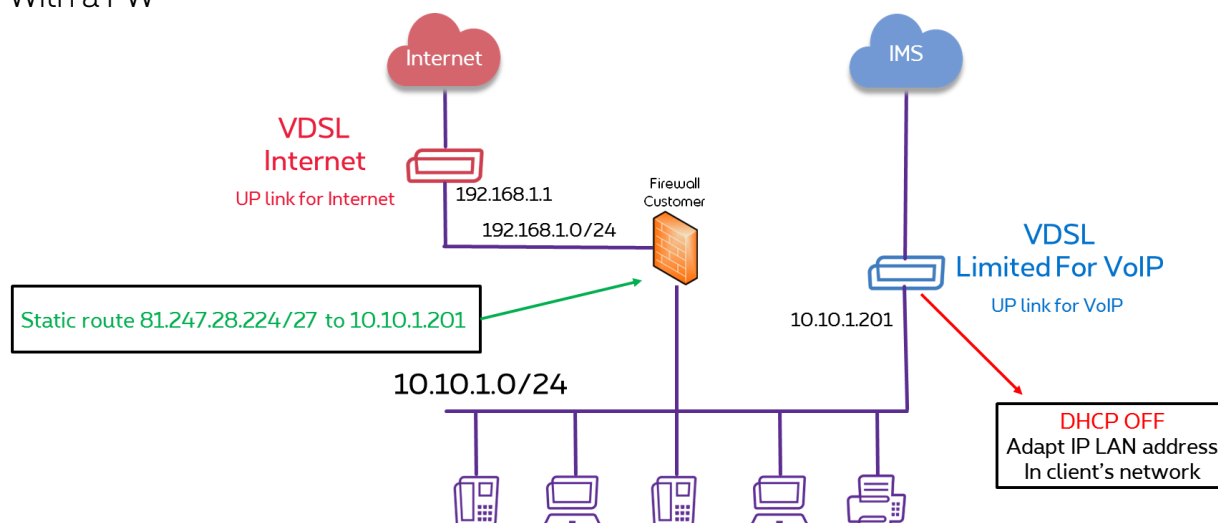 With a FW
Internet
IMS
VDSL
Internet
UP link for Internet
192.168.1.1
192.168.1.0/24
Firewall
Customer
VDSL
Limited For VoIP
UP link for VoIP
Static route 81.247.28.224/27 to 10.10.1.201
10.10.1.201
10.10.1.0/24
DHCP OFF
Adapt IP LAN address
In client's network